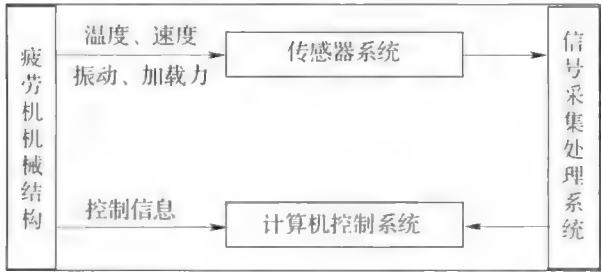 疲劳机机械结构
温度、速度
振动、加载力
传感器系统
信号采集处理系统
控制信息
计算机控制系统